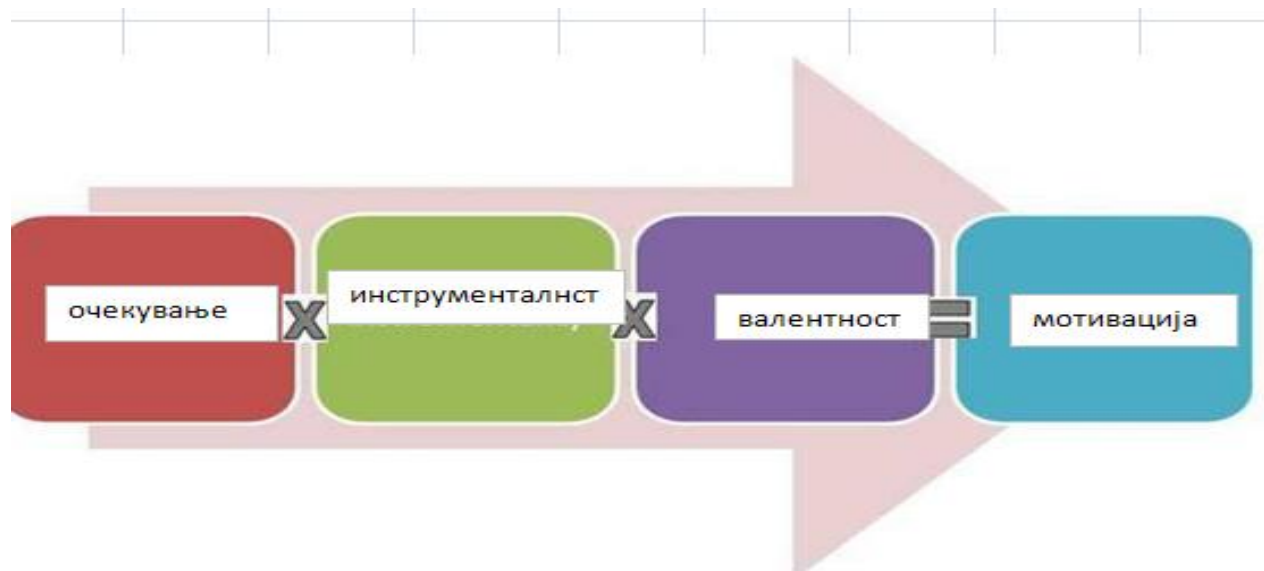 очекување
x
инструменталнст
x
валентност
=
мотивација